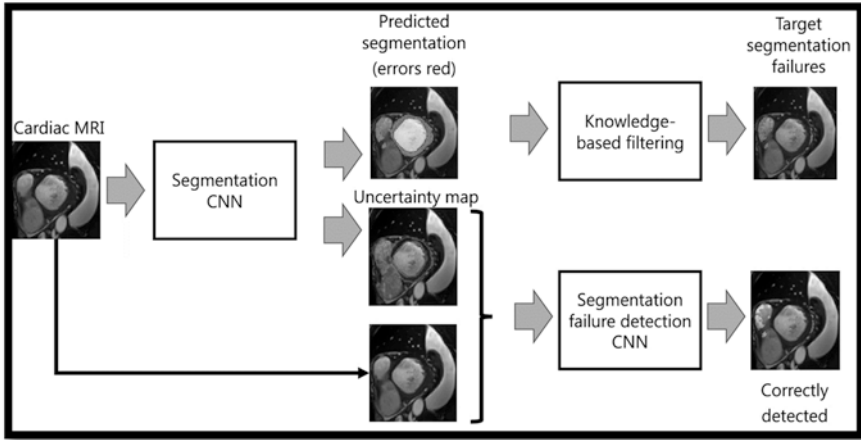 Cardiac MRI
Segmentation
CNN
Predicted
segmentation
(errors red)
Uncertainty map
Knowledge-
based filtering
Target
segmentation
failures
Segmentation
failure detection
CNN
Correctly
detected